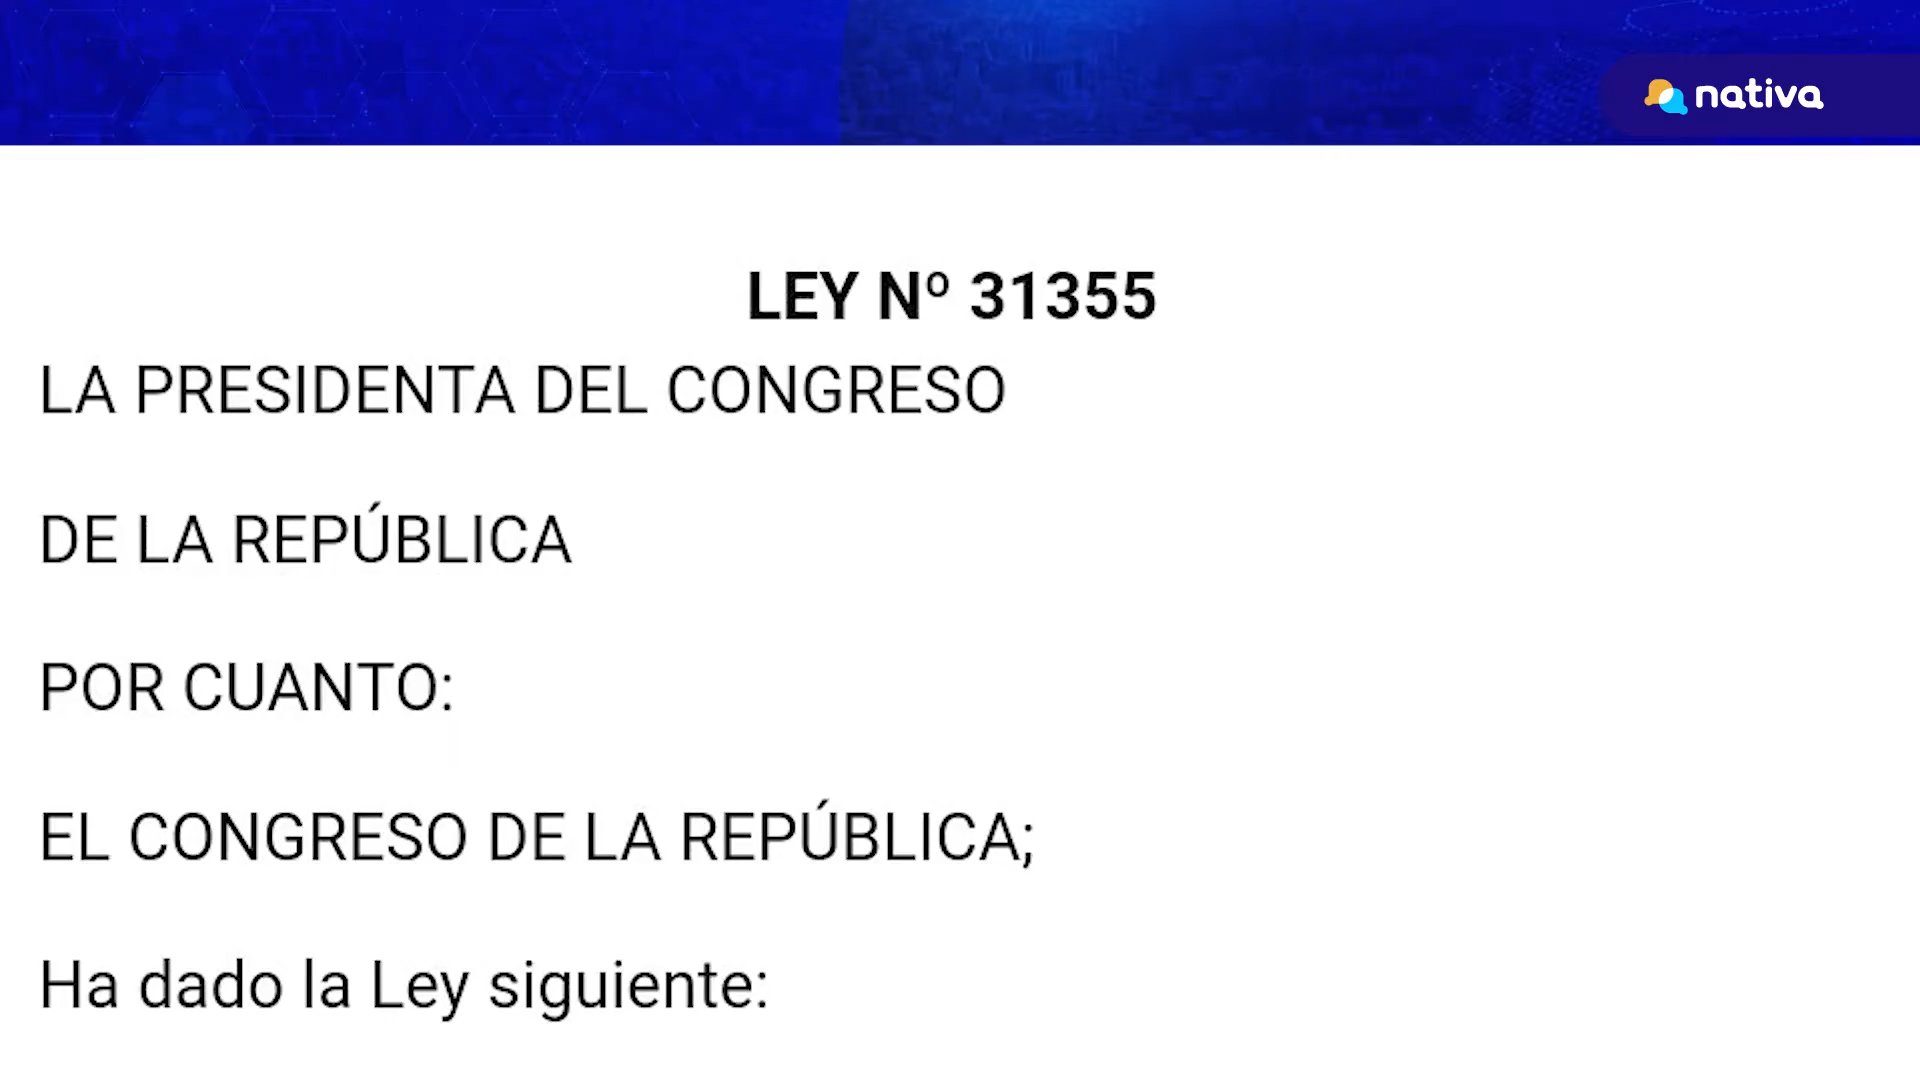 nativa
LEY Nº 31355
LA PRESIDENTA DEL CONGRESO
DE LA REPÚBLICA
POR CUANTO:
EL CONGRESO DE LA REPÚBLICA;
Ha dado la Ley siguiente: